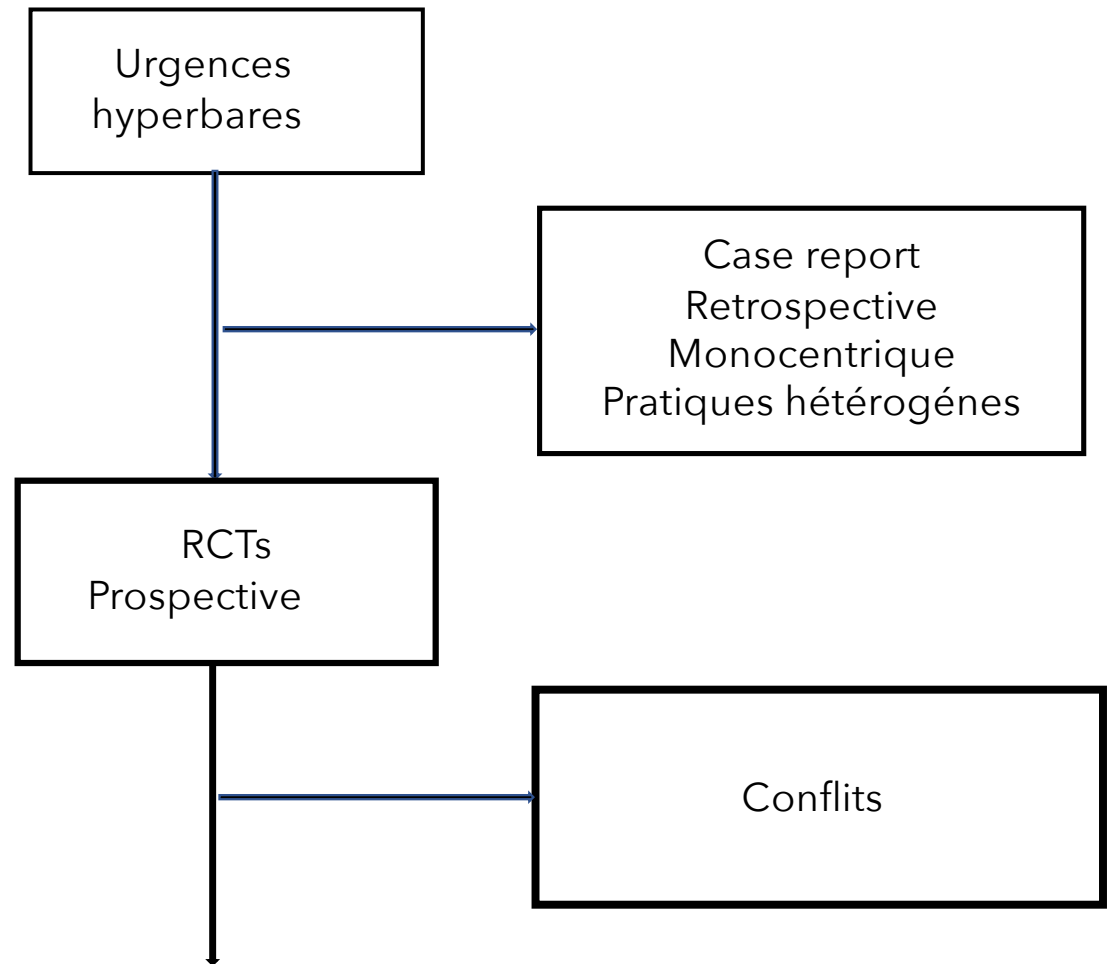 Urgences
hyperbares
Case report
Retrospective
Monocentrique
Pratiques hétérogénes
RCTs
Prospective
Conflits